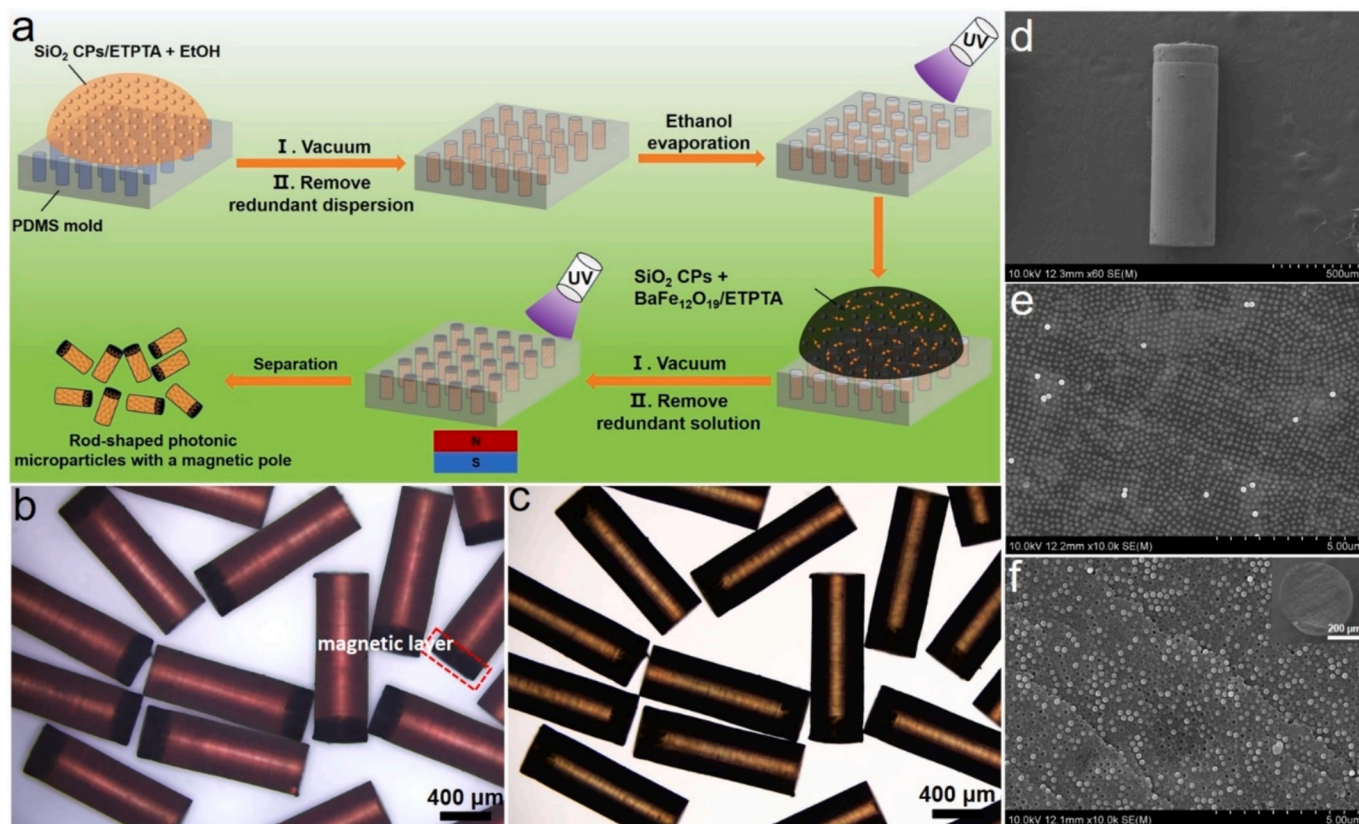 a
SiO₂ CPs/ETPTA + EtOH
PDMS mold
I . Vacuum
II. Remove
redundant dispersion
Ethanol
evaporation
UV
SiO₂ CPs +
BaFe₁₂O₁₉/ETPTA
I . Vacuum
II. Remove
redundant solution
UV
N
S
Separation
Rod-shaped photonic
microparticles with a magnetic pole
b
magnetic layer
400 μm
c
400 μm
d
10.0kV 12.3mm x60 SE(M)
500um
e
10.0kV 12.2mm x10.0k SE(M)
5.00um
f
200 μm
10.0kV 12.1mm x10.0k SE(M)
5.00um